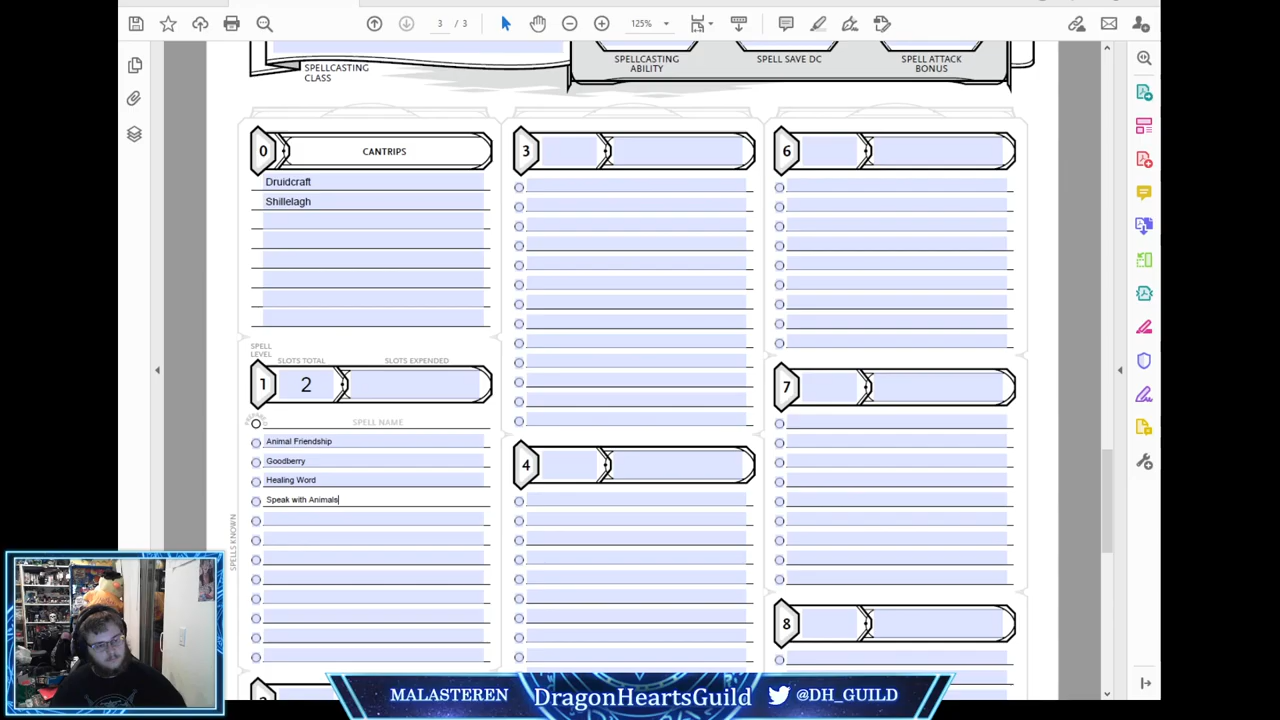 3 / 3
125%
SPELLCASTING
CLASS
SPELLCASTING
ABILITY
SPELL SAVE DC
SPELL ATTACK
BONUS
0
CANTRIPS
Druidcraft
Shillelagh
SPELL
LEVEL
SLOTS TOTAL
SLOTS EXPENDED
1
2
PREPARED
SPELL NAME
Animal Friendship
Goodberry
Healing Word
Speak with Animals
SPELLS KNOWN
3
4
6
7
8
MALASTEREN
DragonHeartsGuild
@DH_GUILD